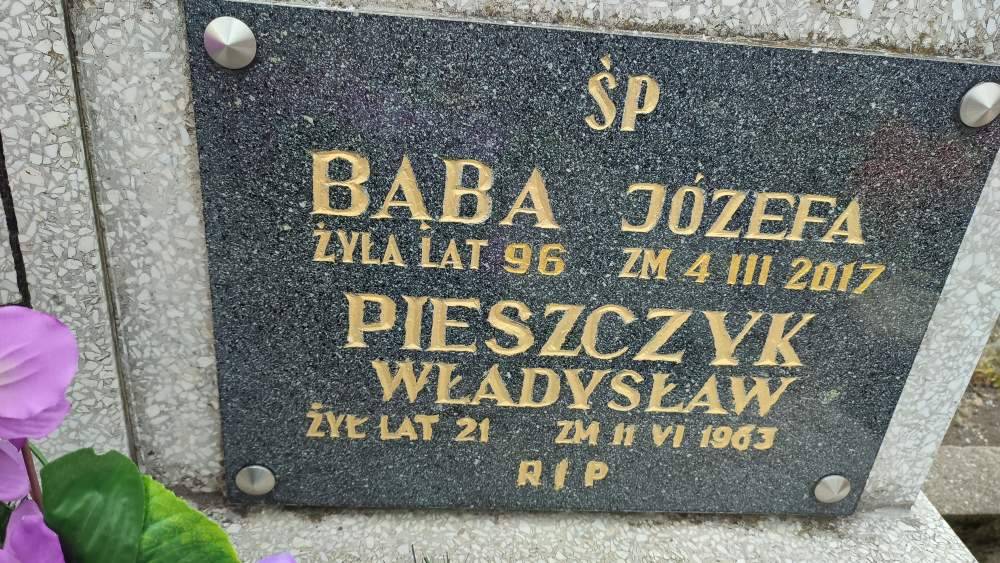 ŚP
BABA JÓZEFA
ŻYŁA LAT 96 ZM 4 III 2017
PIESZCZYK
WŁADYSŁAW
ŻYŁ LAT 21 ZM 11 VI 1963
R I P